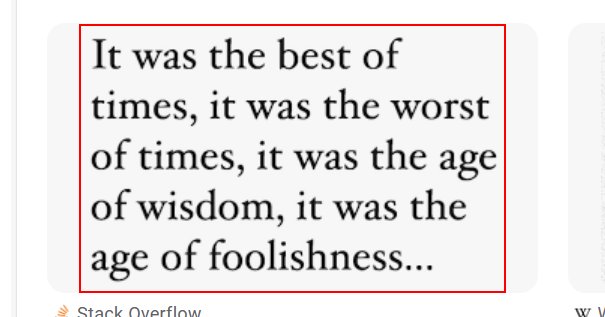 It was the best of
times, it was the worst
of times, it was the age
of wisdom, it was the
age of foolishness...
Stack Overflow
W